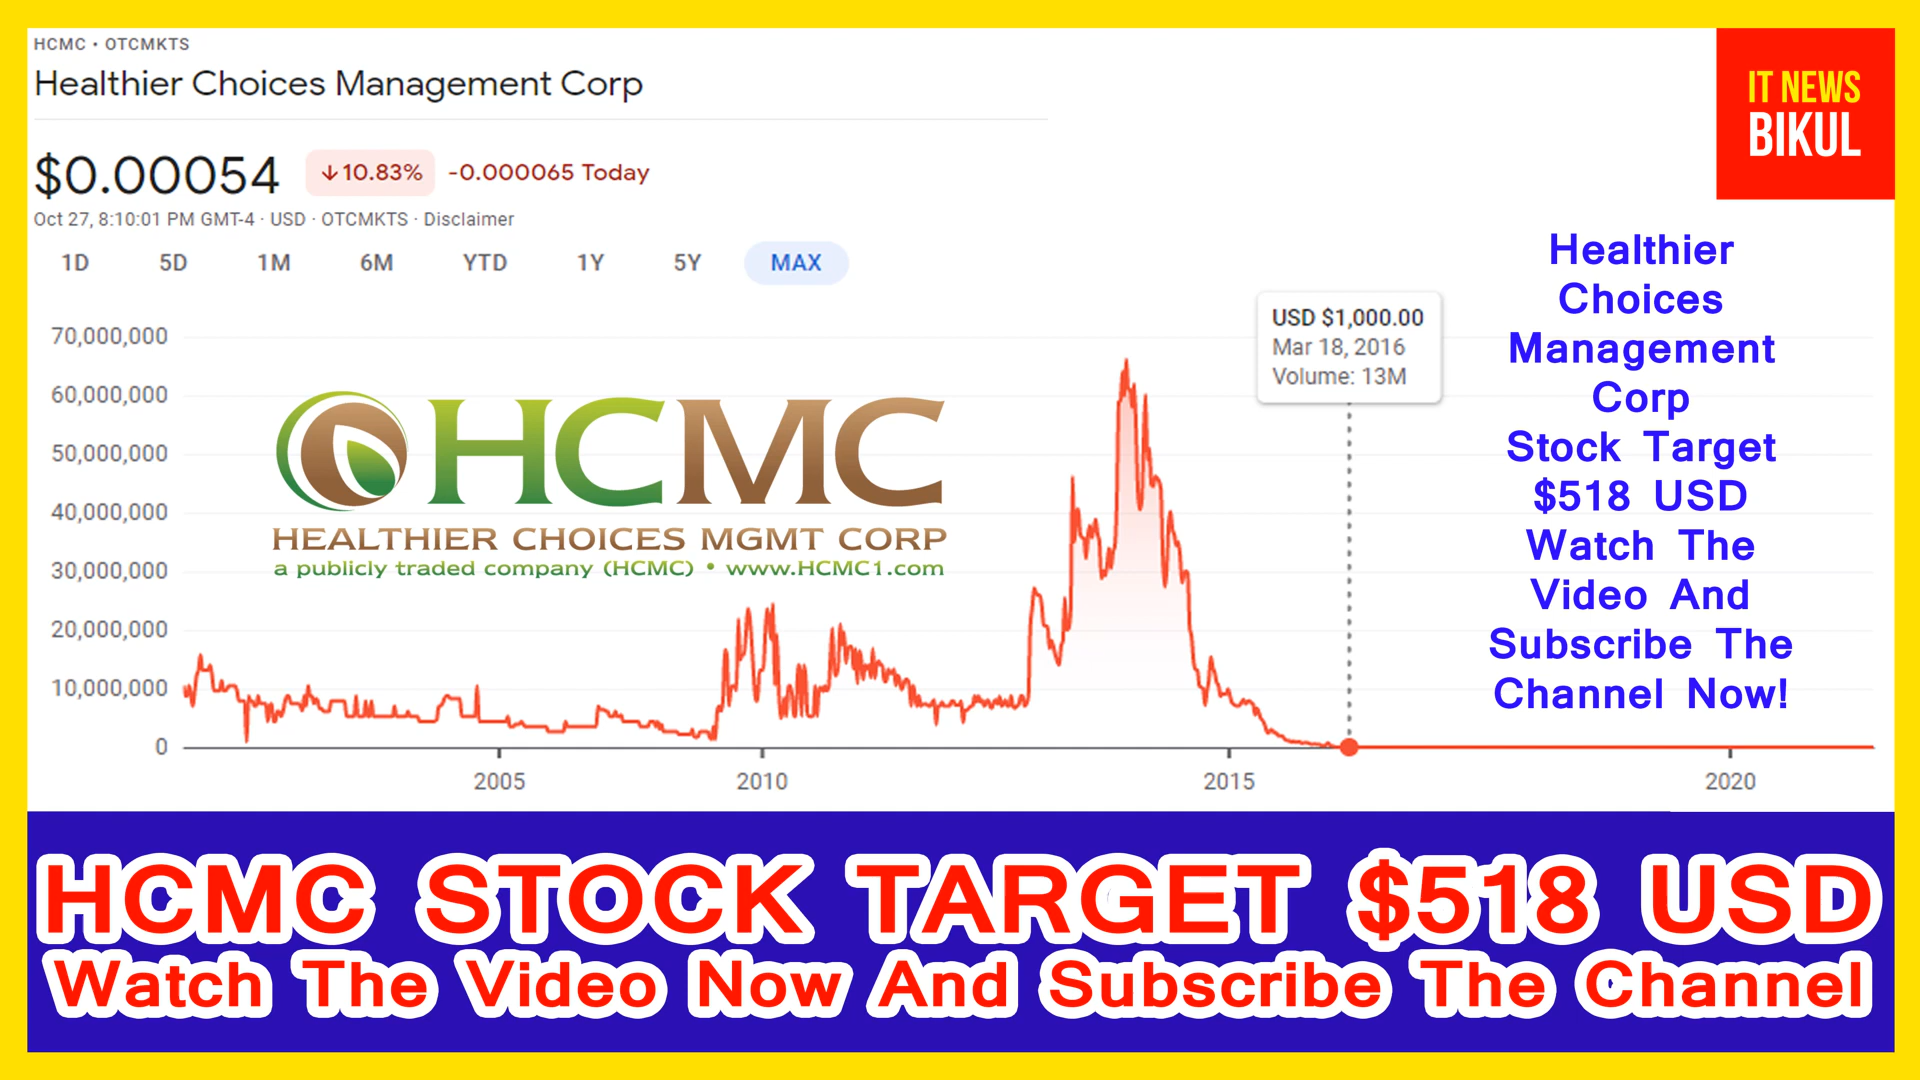 HCMC • OTCMKTS
Healthier Choices Management Corp
$0.00054 ↓10.83% -0.000065 Today
Oct 27, 8:10:01 PM GMT-4 · USD · OTCMKTS · Disclaimer
1D 5D 1M 6M YTD 1Y 5Y MAX
IT NEWS
BIKUL
USD $1,000.00
Mar 18, 2016
Volume: 13M
70,000,000
60,000,000
50,000,000
40,000,000
30,000,000
20,000,000
10,000,000
0
2005 2010 2015 2020
HCMC
HEALTHIER CHOICES MGMT CORP
a publicly traded company (HCMC) • www.HCMC1.com
Healthier
Choices
Management
Corp
Stock Target
$518 USD
Watch The
Video And
Subscribe The
Channel Now!
HCMC STOCK TARGET $518 USD
Watch The Video Now And Subscribe The Channel